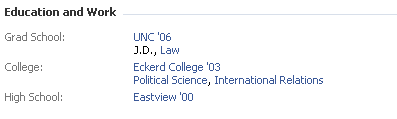 Education and Work
Grad School: UNC '06
J.D., Law
College: Eckerd College '03
Political Science, International Relations
High School: Eastview '00